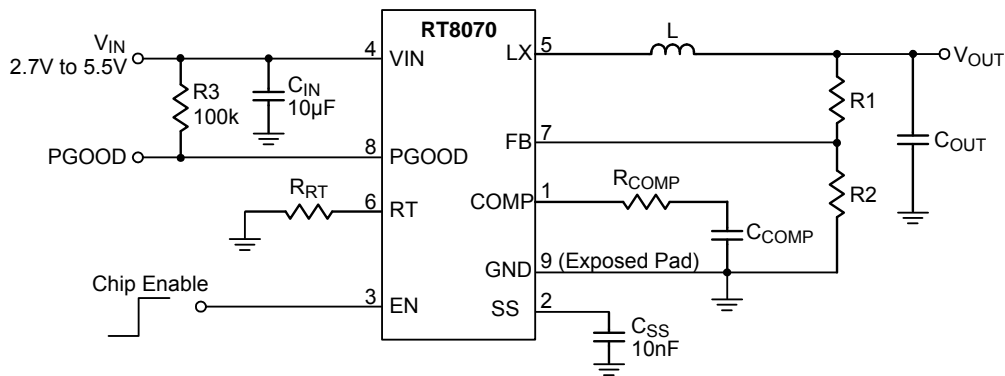 RT8070
VIN
2.7V to 5.5V
4
VIN
R3
100k
CIN
10µF
PGOOD
8
PGOOD
RRT
6
RT
Chip Enable
3
EN
LX
5
L
VOUT
R1
FB
7
COUT
RCOMP
COMP
1
R2
CCOMP
GND
9 (Exposed Pad)
SS
2
CSS
10nF